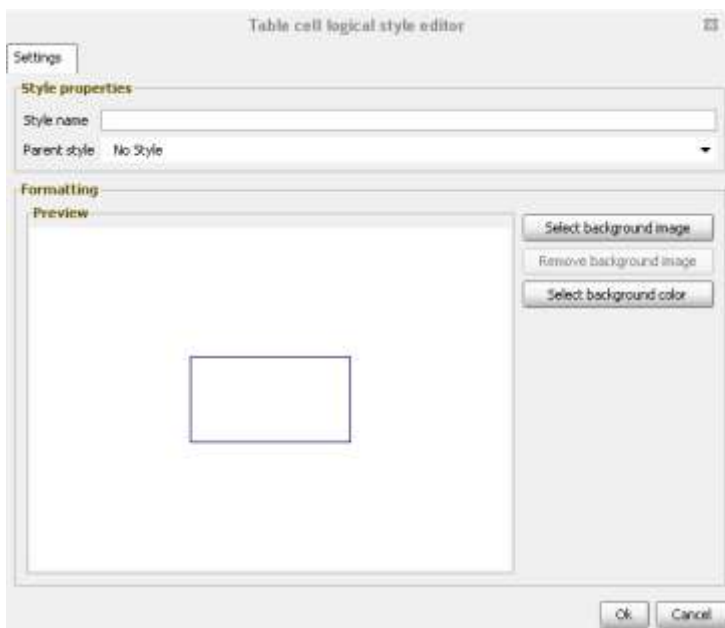 Table cell logical style editor
Settings
Style properties
Style name
Parent style No Style
Formatting
Preview
Select background image
Remove background image
Select background color
Ok Cancel